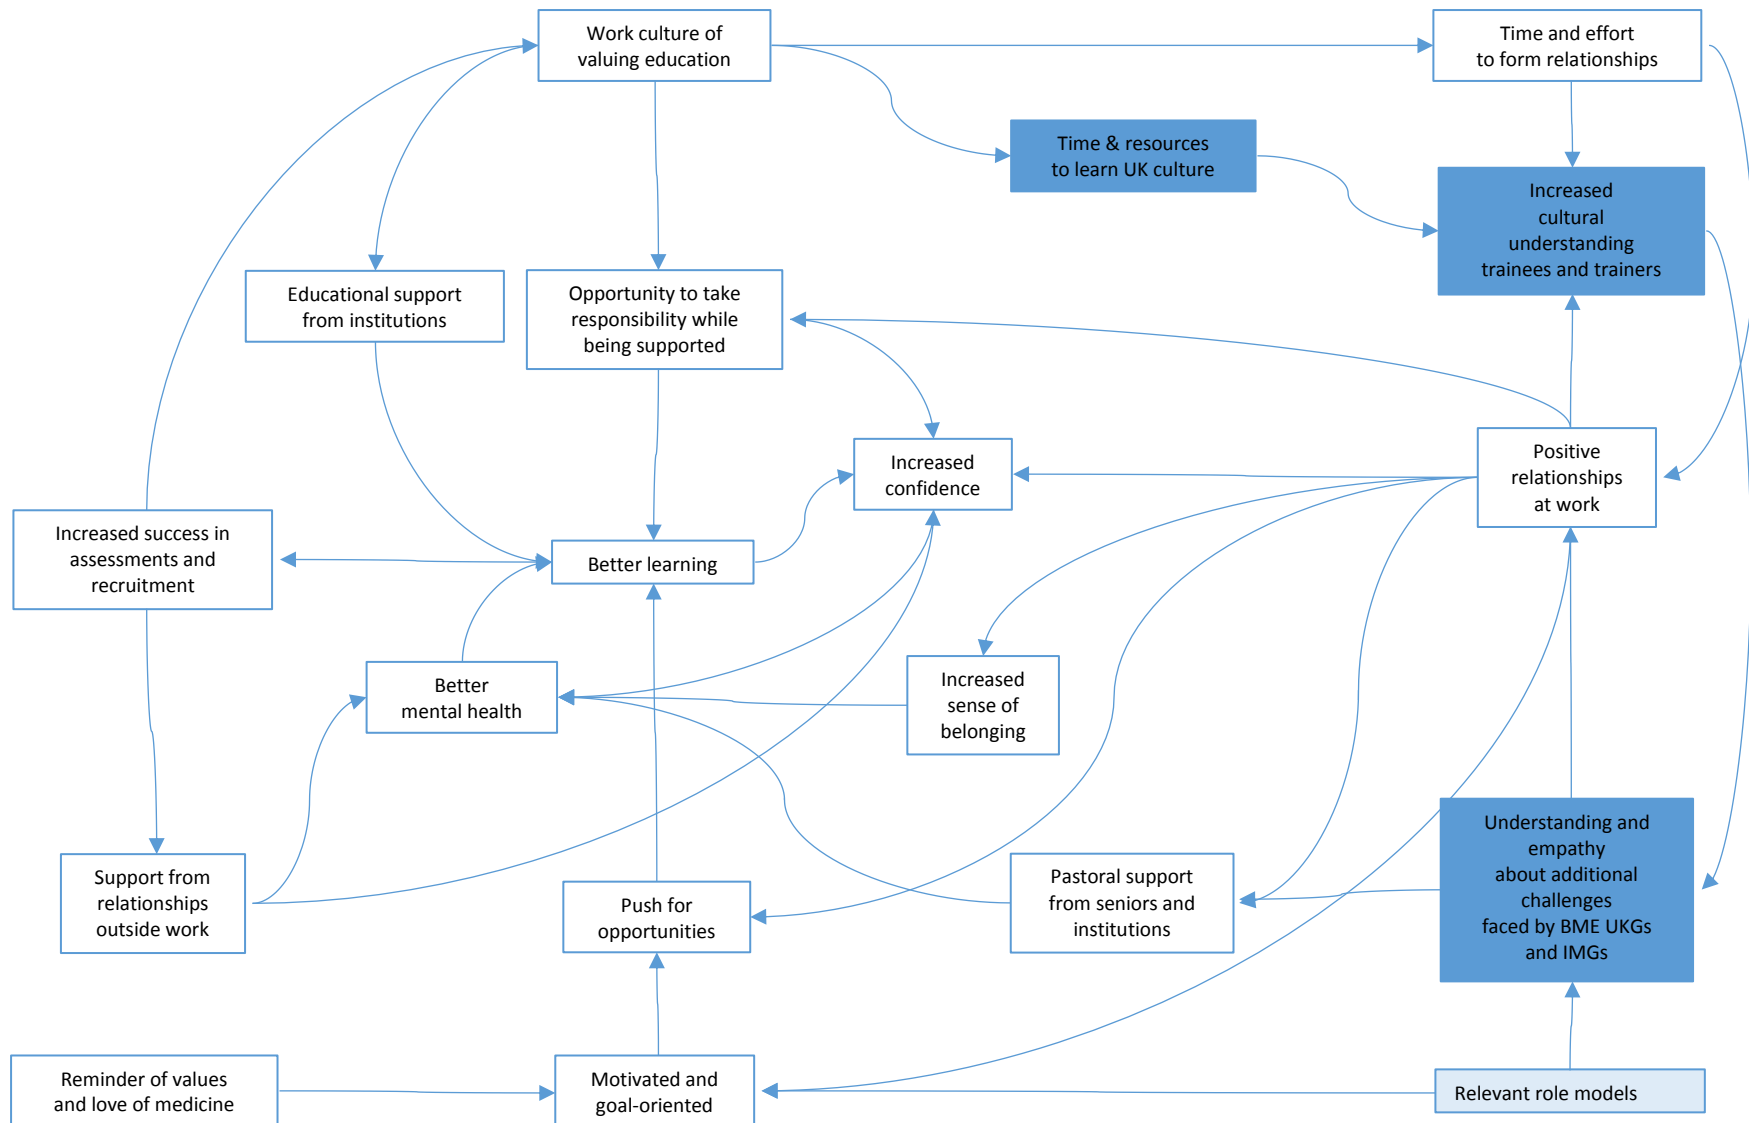 Work culture of
valuing education
Time and effort
to form relationships
Time & resources
to learn UK culture
Increased
cultural
understanding
trainees and trainers
Educational support
from institutions
Opportunity to take
responsibility while
being supported
Increased
confidence
Positive
relationships
at work
Increased success in
assessments and
recruitment
Better learning
Better
mental health
Increased
sense of
belonging
Understanding and
empathy
about additional
challenges
faced by BME UKGs
and IMGs
Support from
relationships
outside work
Push for
opportunities
Pastoral support
from seniors and
institutions
Reminder of values
and love of medicine
Motivated and
goal-oriented
Relevant role models